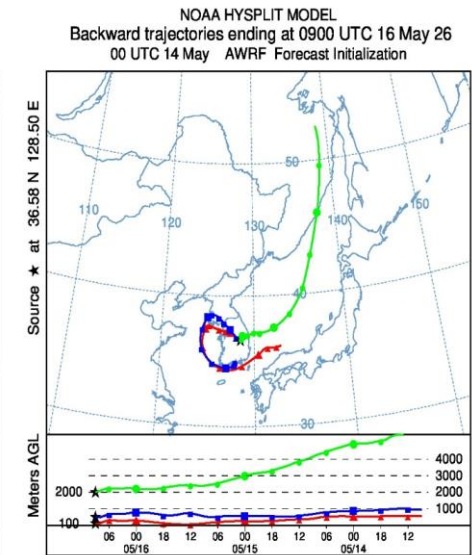 NOAA HYSPLIT MODEL
Backward trajectories ending at 0900 UTC 16 May 26
00 UTC 14 May AWRF Forecast Initialization
Source ★ at 36.58 N 128.50 E
50
110
120
130
140
150
40
30
Meters AGL
4000
3000
2000
2000
1000
100
06 00 18 12 06 00 18 12 06 00 18 12
05/16 05/15 05/14